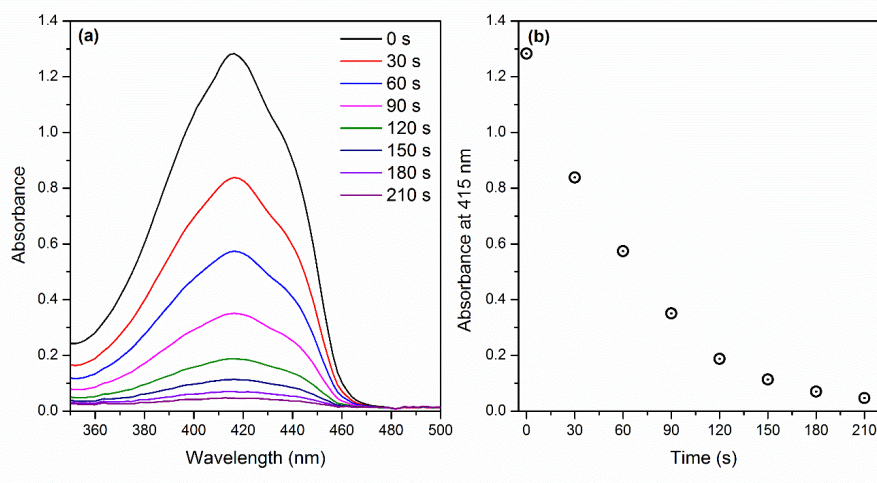 (a)
0 s
30 s
60 s
90 s
120 s
150 s
180 s
210 s
1.4
1.2
1.0
0.8
0.6
0.4
0.2
0.0
Absorbance
360 380 400 420 440 460 480 500
Wavelength (nm)
(b)
1.4
1.2
1.0
0.8
0.6
0.4
0.2
0.0
Absorbance at 415 nm
0 30 60 90 120 150 180 210
Time (s)